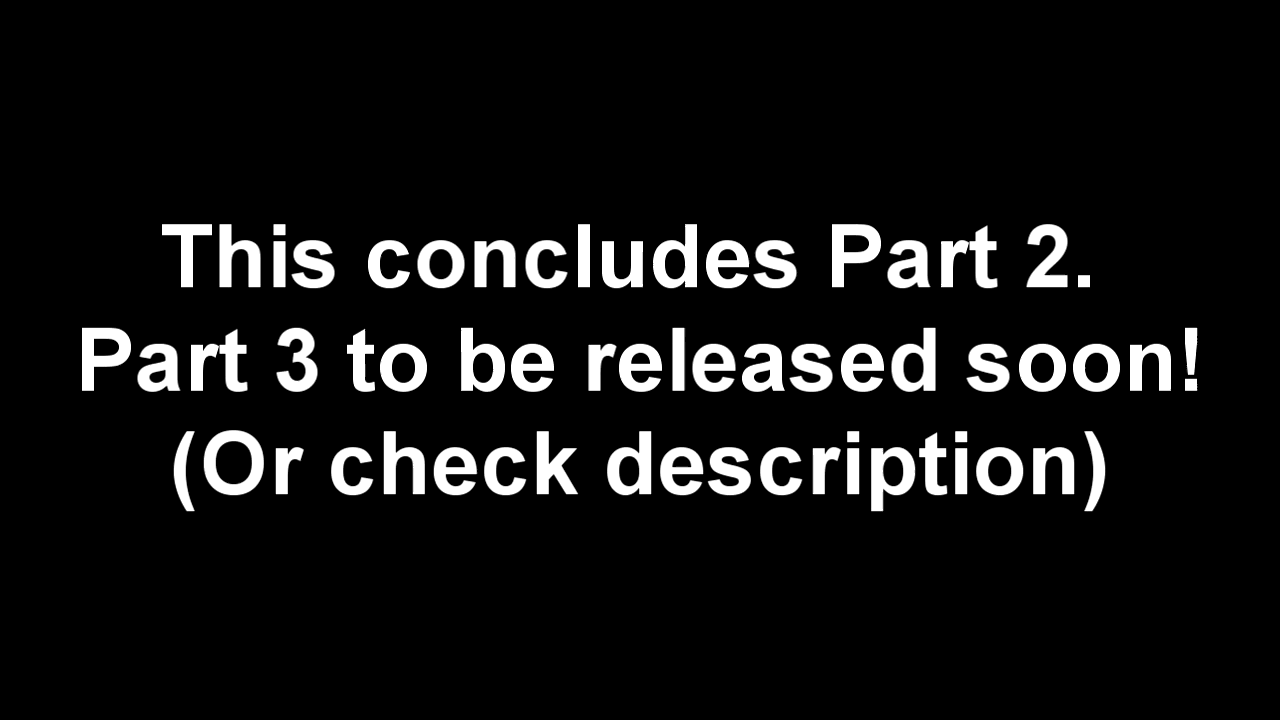 This concludes Part 2.
Part 3 to be released soon!
(Or check description)